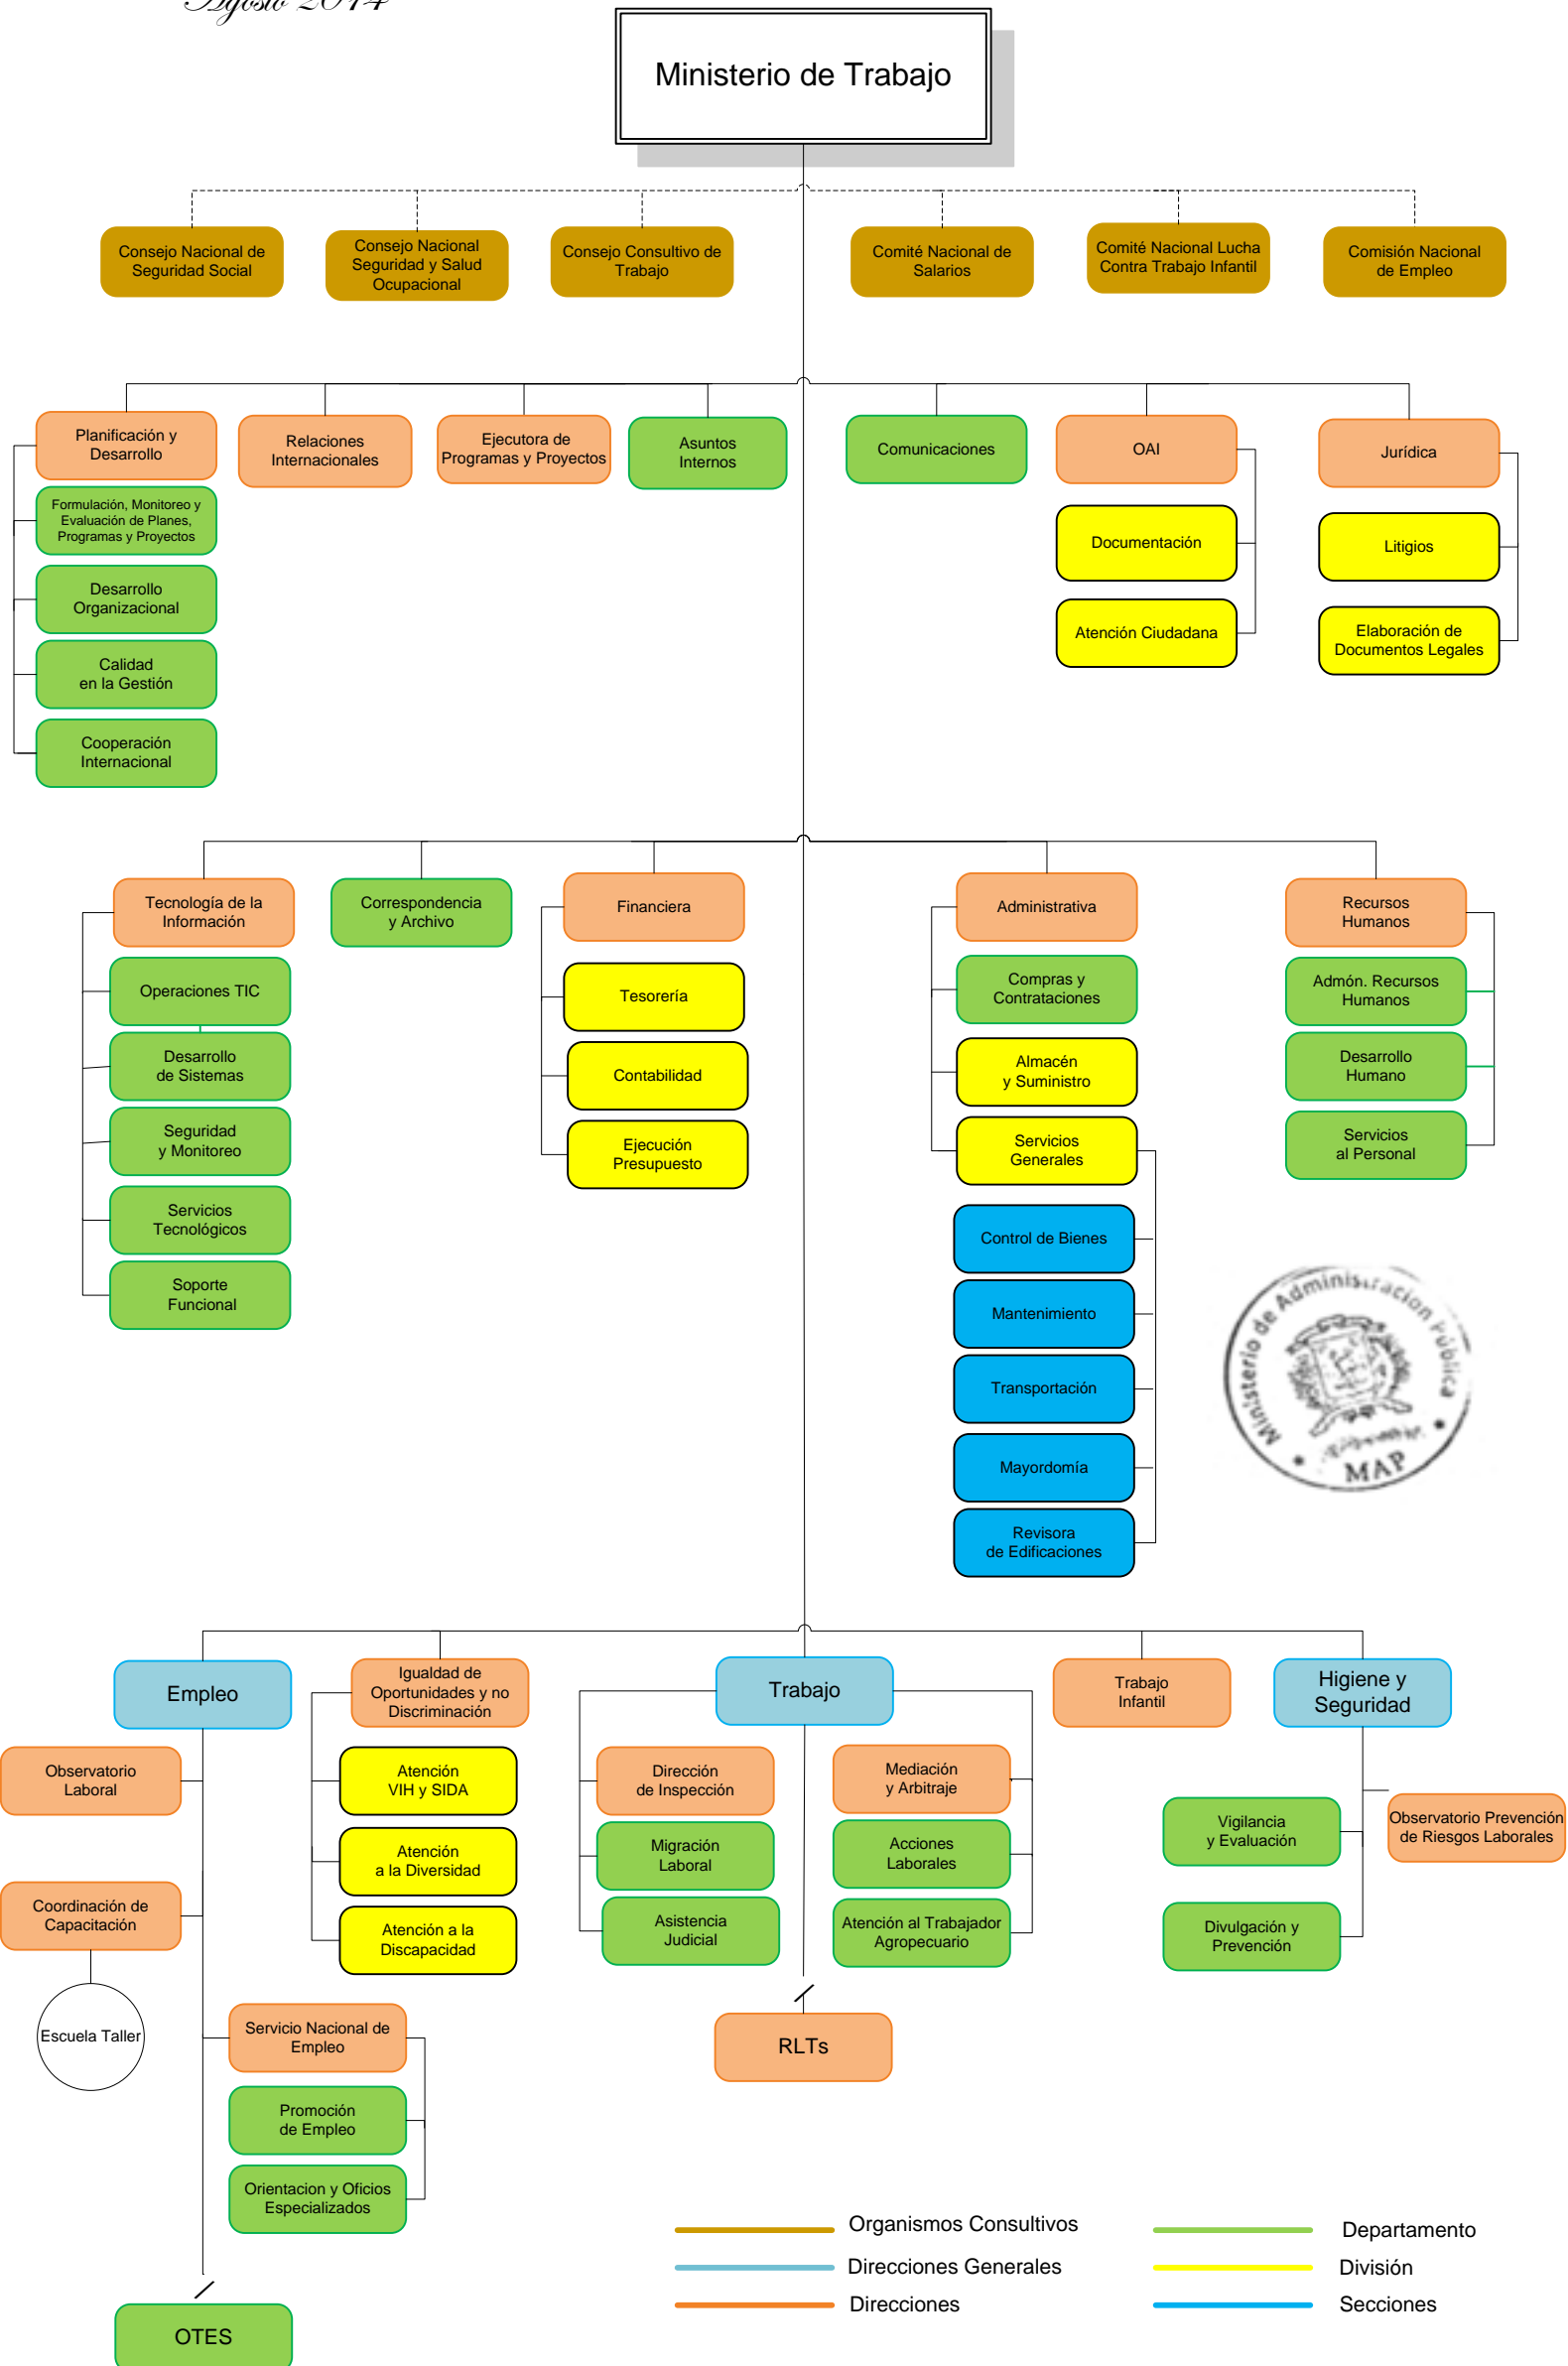 Agosto 2014
Ministerio de Trabajo
Consejo Nacional de
Seguridad Social
Consejo Nacional
Seguridad y Salud
Ocupacional
Consejo Consultivo de
Trabajo
Comité Nacional de
Salarios
Comité Nacional Lucha
Contra Trabajo Infantil
Comisión Nacional
de Empleo
Planificación y
Desarrollo
Relaciones
Internacionales
Ejecutora de
Programas y Proyectos
Asuntos
Internos
Comunicaciones
OAI
Jurídica
Formulación, Monitoreo y
Evaluación de Planes,
Programas y Proyectos
Desarrollo
Organizacional
Calidad
en la Gestión
Cooperación
Internacional
Documentación
Atención Ciudadana
Litigios
Elaboración de
Documentos Legales
Tecnología de la
Información
Correspondencia
y Archivo
Financiera
Administrativa
Recursos
Humanos
Operaciones TIC
Desarrollo
de Sistemas
Seguridad
y Monitoreo
Servicios
Tecnológicos
Soporte
Funcional
Tesorería
Contabilidad
Ejecución
Presupuesto
Compras y
Contrataciones
Almacén
y Suministro
Servicios
Generales
Control de Bienes
Mantenimiento
Transportación
Mayordomía
Revisora
de Edificaciones
Admón. Recursos
Humanos
Desarrollo
Humano
Servicios
al Personal
Ministerio de Administracion Pública
MAP
Empleo
Igualdad de
Oportunidades y no
Discriminación
Trabajo
Trabajo
Infantil
Higiene y
Seguridad
Observatorio
Laboral
Coordinación de
Capacitación
Escuela Taller
Atención
VIH y SIDA
Atención
a la Diversidad
Atención a la
Discapacidad
Servicio Nacional de
Empleo
Promoción
de Empleo
Orientacion y Oficios
Especializados
OTES
Dirección
de Inspección
Migración
Laboral
Asistencia
Judicial
Mediación
y Arbitraje
Acciones
Laborales
Atención al Trabajador
Agropecuario
RLTs
Vigilancia
y Evaluación
Divulgación y
Prevención
Observatorio Prevención
de Riesgos Laborales
Organismos Consultivos
Direcciones Generales
Direcciones
Departamento
División
Secciones